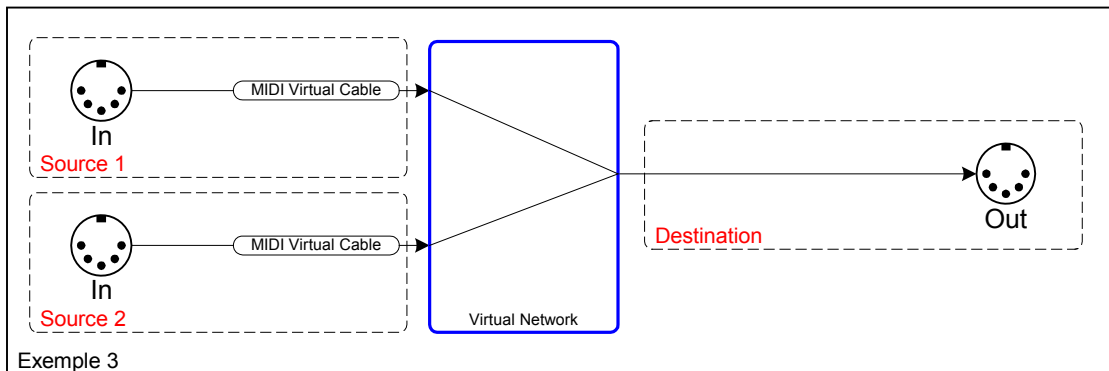 MIDI Virtual Cable
In
Source 1
MIDI Virtual Cable
In
Source 2
Virtual Network
Destination
Out
Exemple 3